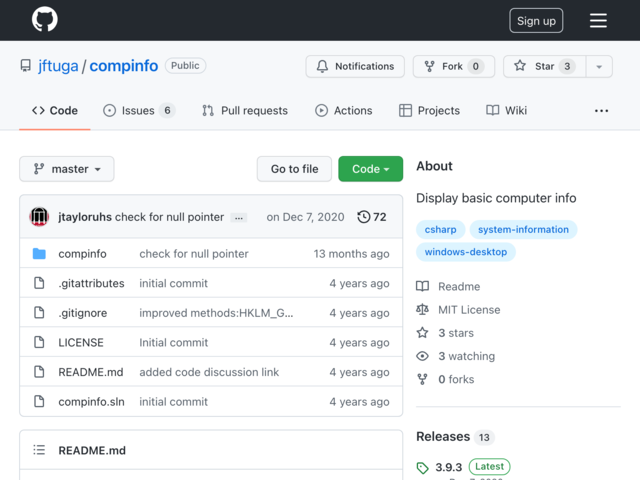 Sign up
jftuga / compinfo Public
Notifications Fork 0 Star 3
Code Issues 6 Pull requests Actions Projects Wiki ...
master Go to file Code
jtayloruhs check for null pointer ... on Dec 7, 2020 72
compinfo check for null pointer 13 months ago
.gitattributes initial commit 4 years ago
.gitignore improved methods:HKLM_G... 4 years ago
LICENSE Initial commit 4 years ago
README.md added code discussion link 4 years ago
compinfo.sln initial commit 4 years ago
README.md
About
Display basic computer info
csharp system-information
windows-desktop
Readme
MIT License
3 stars
3 watching
0 forks
Releases 13
3.9.3 Latest